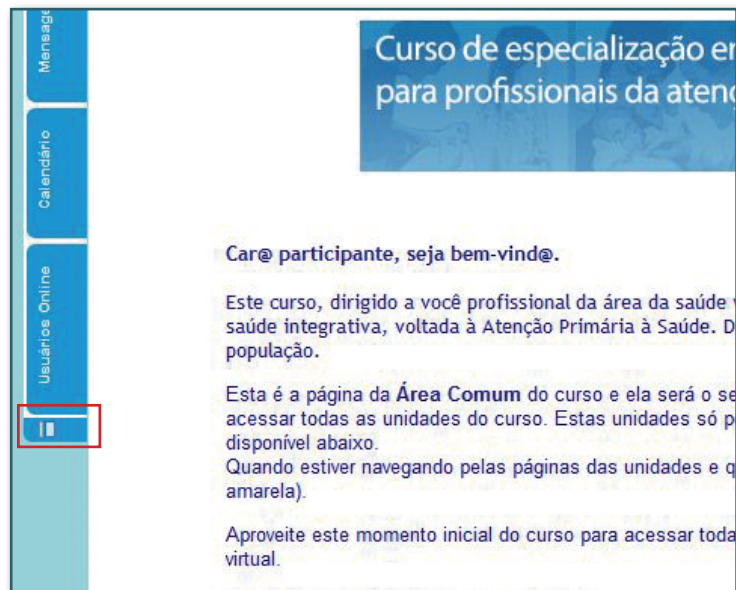 Mensage
Calendário
Usuários Online
Curso de especialização e
para profissionais da aten
Car@ participante, seja bem-vind@.
Este curso, dirigido a você profissional da área da saúde
saúde integrativa, voltada à Atenção Primária à Saúde. D
população.
Esta é a página da Área Comum do curso e ela será o se
acessar todas as unidades do curso. Estas unidades só p
disponível abaixo.
Quando estiver navegando pelas páginas das unidades e q
amarela).
Aproveite este momento inicial do curso para acessar toda
virtual.